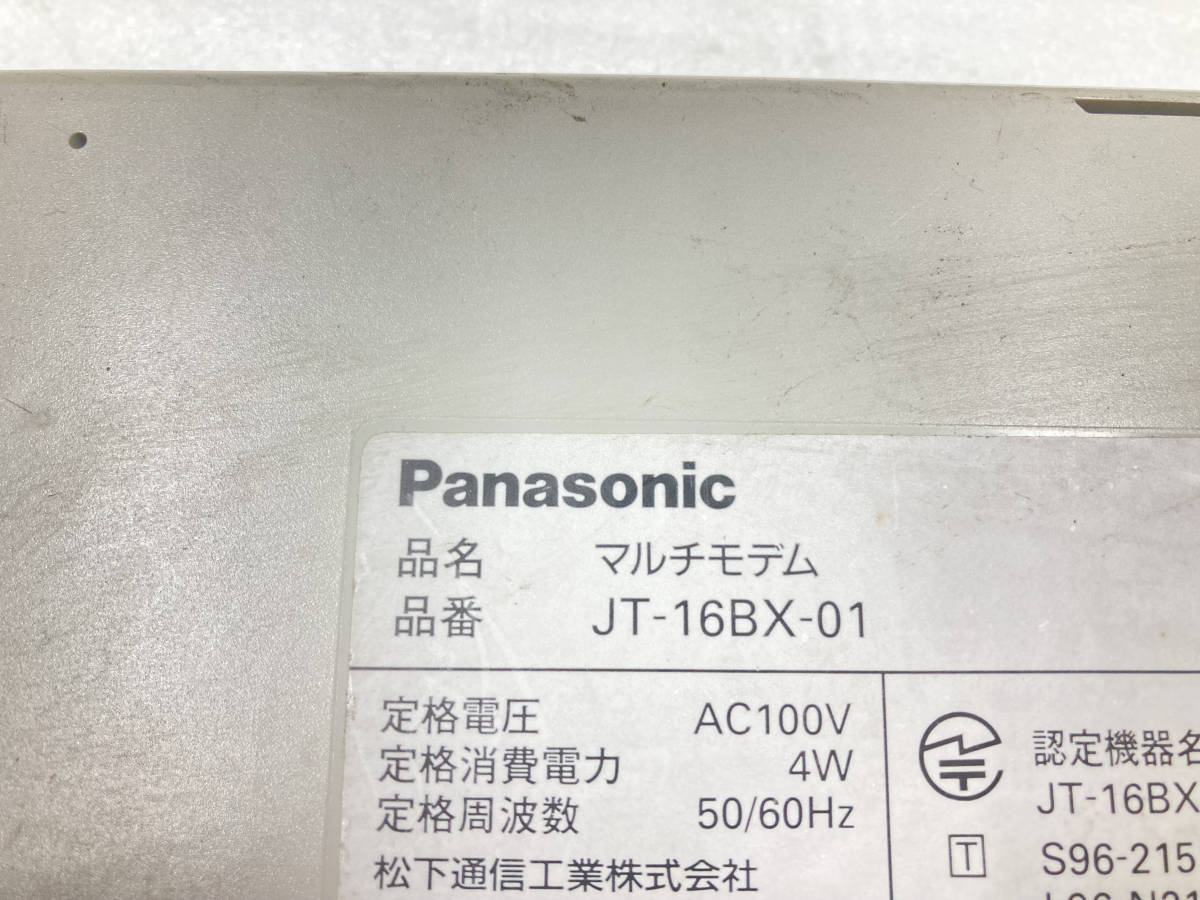 Panasonic
品名 マルチモデム
品番 JT-16BX-01
定格電圧 AC100V
定格消費電力 4W
定格周波数 50/60Hz
松下通信工業株式会社
認定機器名
JT-16BX
T S96-215